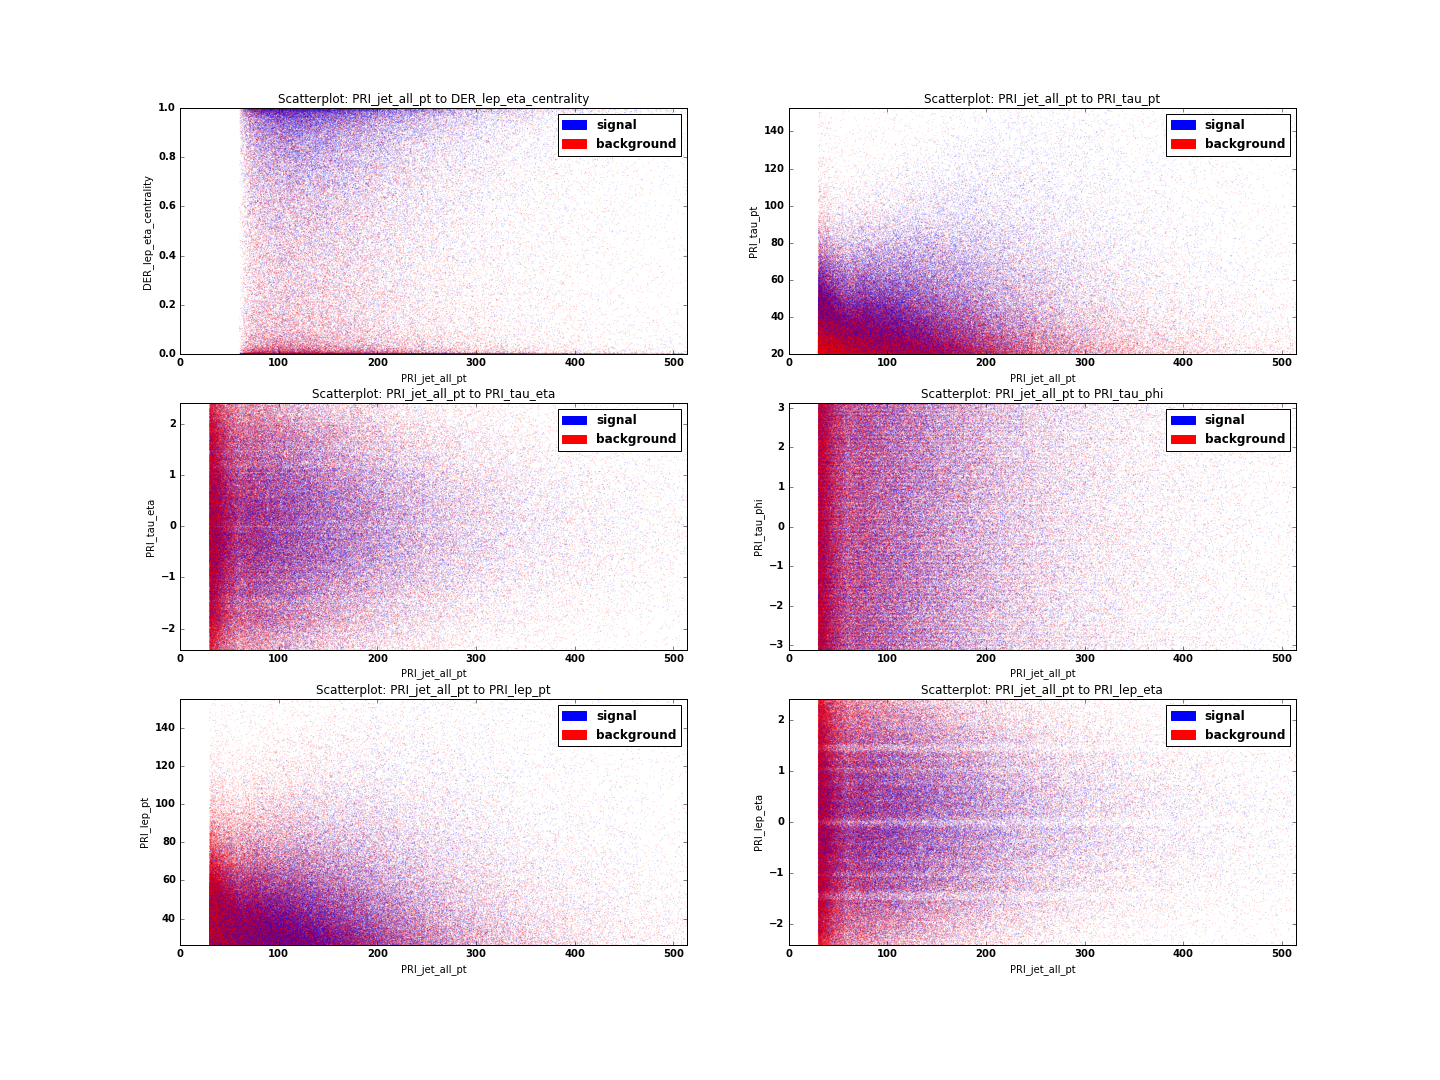 Scatterplot: PRI_jet_all_pt to DER_lep_eta_centrality
signal
background
DER_lep_eta_centrality
1.0
0.8
0.6
0.4
0.2
0.0
0 100 200 300 400 500
PRI_jet_all_pt
Scatterplot: PRI_jet_all_pt to PRI_tau_pt
signal
background
PRI_tau_pt
140
120
100
80
60
40
20
0 100 200 300 400 500
PRI_jet_all_pt
Scatterplot: PRI_jet_all_pt to PRI_tau_eta
signal
background
PRI_tau_eta
2
1
0
−1
−2
0 100 200 300 400 500
PRI_jet_all_pt
Scatterplot: PRI_jet_all_pt to PRI_tau_phi
signal
background
PRI_tau_phi
3
2
1
0
−1
−2
−3
0 100 200 300 400 500
PRI_jet_all_pt
Scatterplot: PRI_jet_all_pt to PRI_lep_pt
signal
background
PRI_lep_pt
140
120
100
80
60
40
0 100 200 300 400 500
PRI_jet_all_pt
Scatterplot: PRI_jet_all_pt to PRI_lep_eta
signal
background
PRI_lep_eta
2
1
0
−1
−2
0 100 200 300 400 500
PRI_jet_all_pt